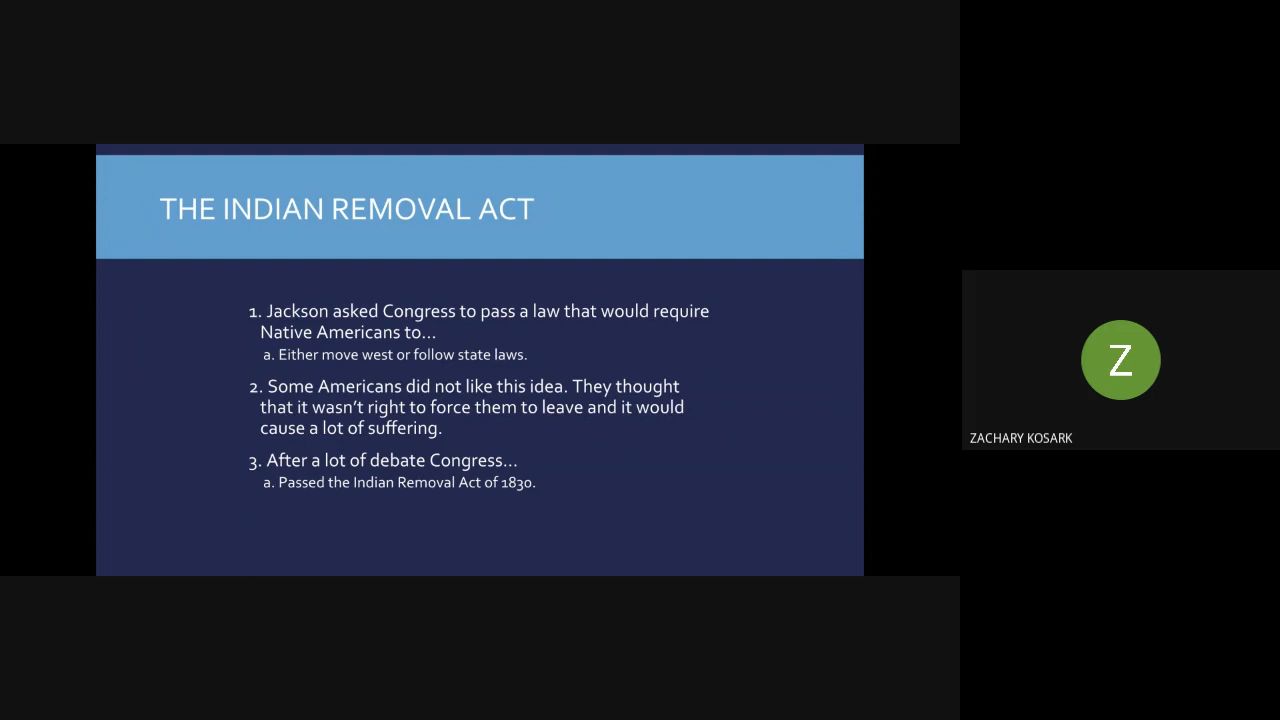 THE INDIAN REMOVAL ACT
1. Jackson asked Congress to pass a law that would require
Native Americans to...
a. Either move west or follow state laws.
2. Some Americans did not like this idea. They thought
that it wasn't right to force them to leave and it would
cause a lot of suffering.
3. After a lot of debate Congress...
a. Passed the Indian Removal Act of 1830.
Z
ZACHARY KOSARK